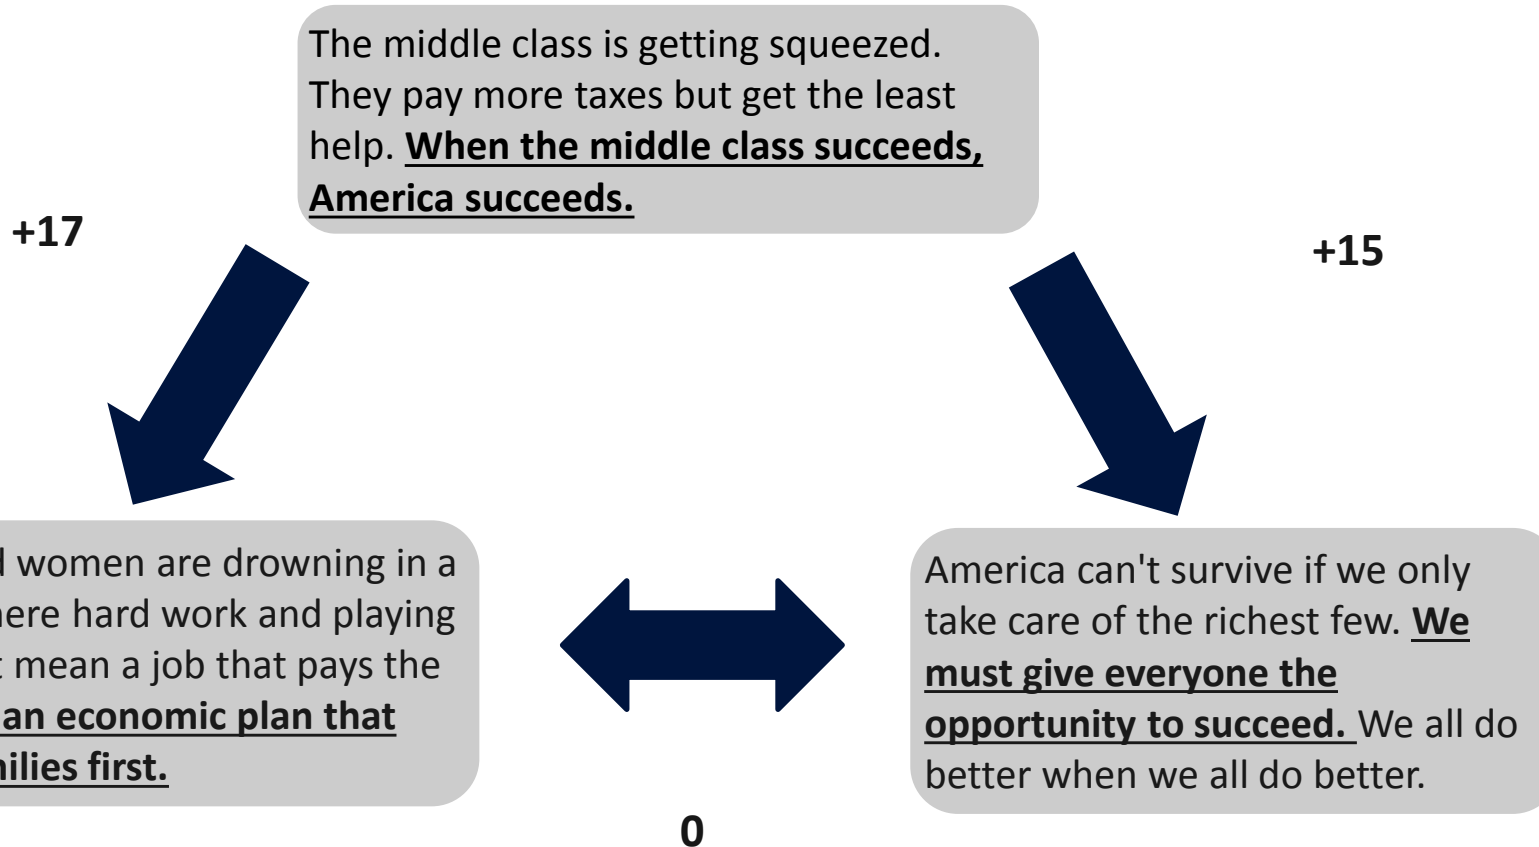 The middle class is getting squeezed.
They pay more taxes but get the least
help. When the middle class succeeds,
America succeeds.
+17
+15
women are drowning in a
hard work and playing
mean a job that pays the
an economic plan that
first.
America can't survive if we only
take care of the richest few. We
must give everyone the
opportunity to succeed. We all do
better when we all do better.
0